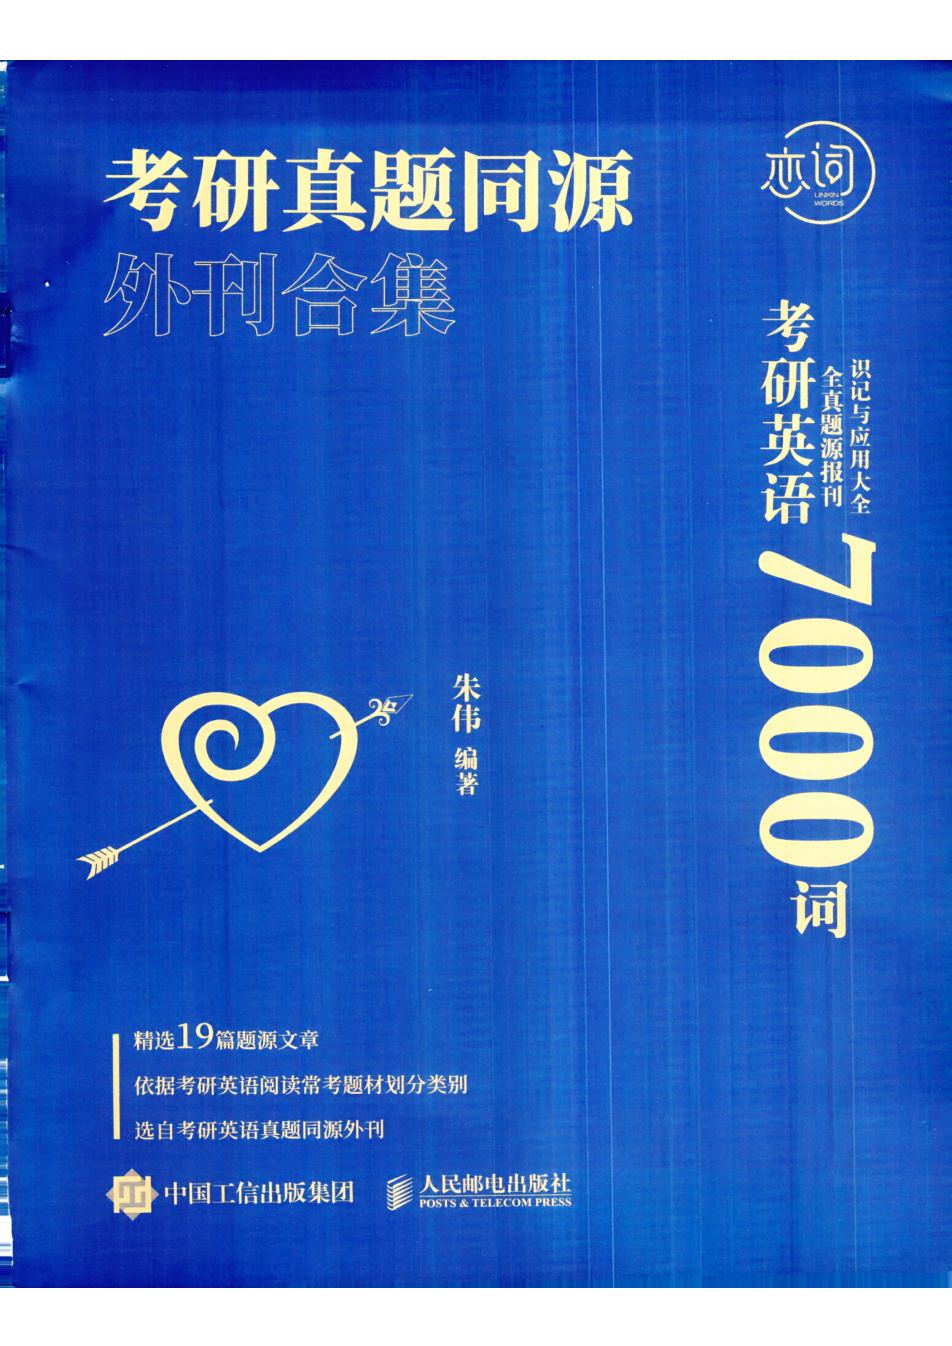 考研真题同源
外刊合集
恋词
LINKIN
WORDS
考研英语7000词
全真题源报刊
识记与应用大全
朱伟 编著
精选19篇题源文章
依据考研英语阅读常考题材划分类别
选自考研英语真题同源外刊
中国工信出版集团
人民邮电出版社
POSTS & TELECOM PRESS